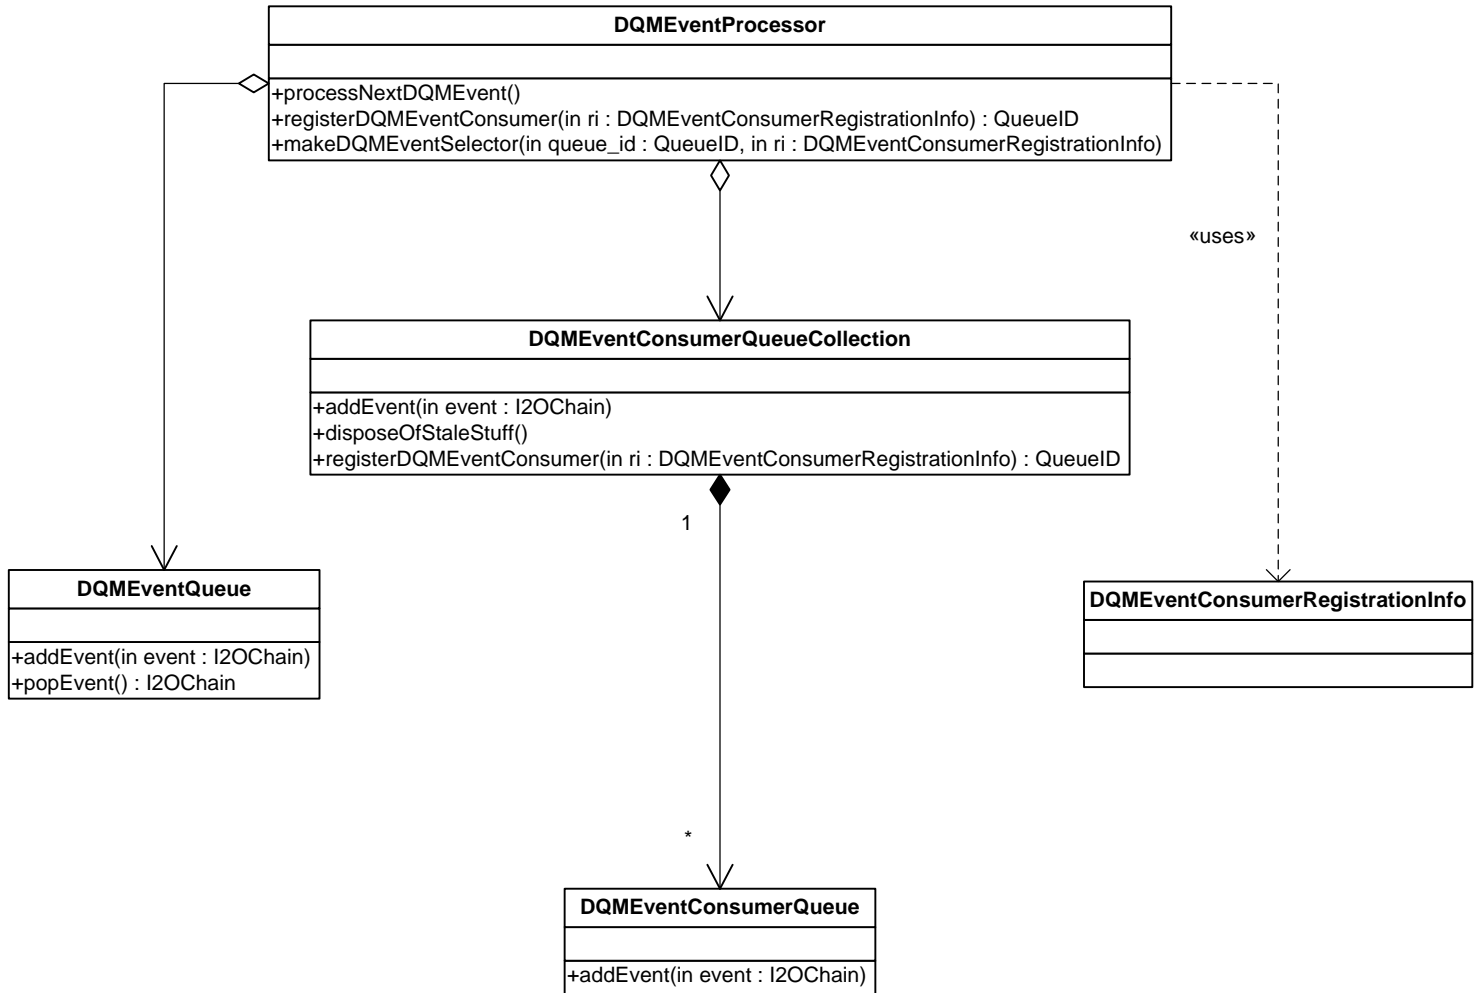 DQMEventProcessor
+processNextDQMEvent()
+registerDQMEventConsumer(in ri : DQMEventConsumerRegistrationInfo) : QueueID
+makeDQMEventSelector(in queue_id : QueueID, in ri : DQMEventConsumerRegistrationInfo)
«uses»
DQMEventConsumerQueueCollection
+addEvent(in event : I2OChain)
+disposeOfStaleStuff()
+registerDQMEventConsumer(in ri : DQMEventConsumerRegistrationInfo) : QueueID
1
DQMEventQueue
+addEvent(in event : I2OChain)
+popEvent() : I2OChain
DQMEventConsumerRegistrationInfo
*
DQMEventConsumerQueue
+addEvent(in event : I2OChain)